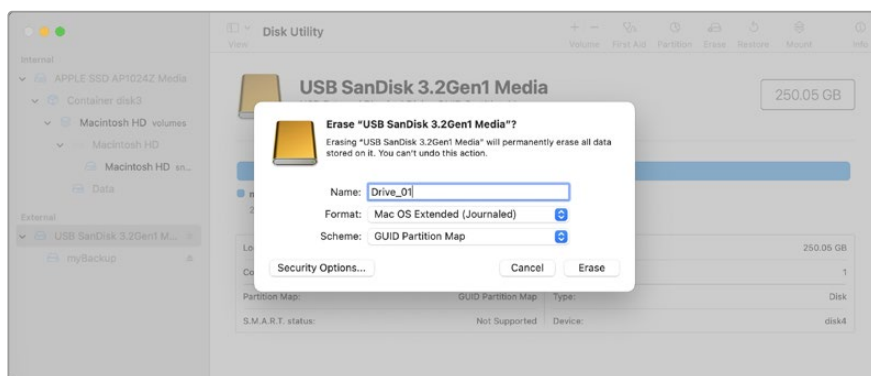 Disk Utility
View
Volume First Aid Partition Erase Restore Mount Info
Internal
APPLE SSD AP1024Z Media
Container disk3
Macintosh HD volumes
Macintosh HD
Macintosh HD sn...
Data
External
USB SanDisk 3.2Gen1 M...
myBackup
USB SanDisk 3.2Gen1 Media
250.05 GB
Erase “USB SanDisk 3.2Gen1 Media”?
Erasing “USB SanDisk 3.2Gen1 Media” will permanently erase all data
stored on it. You can’t undo this action.
Name: Drive_01
Format: Mac OS Extended (Journaled)
Scheme: GUID Partition Map
Security Options... Cancel Erase
250.05 GB
1
Partition Map: GUID Partition Map Type: Disk
S.M.A.R.T. status: Not Supported Device: disk4